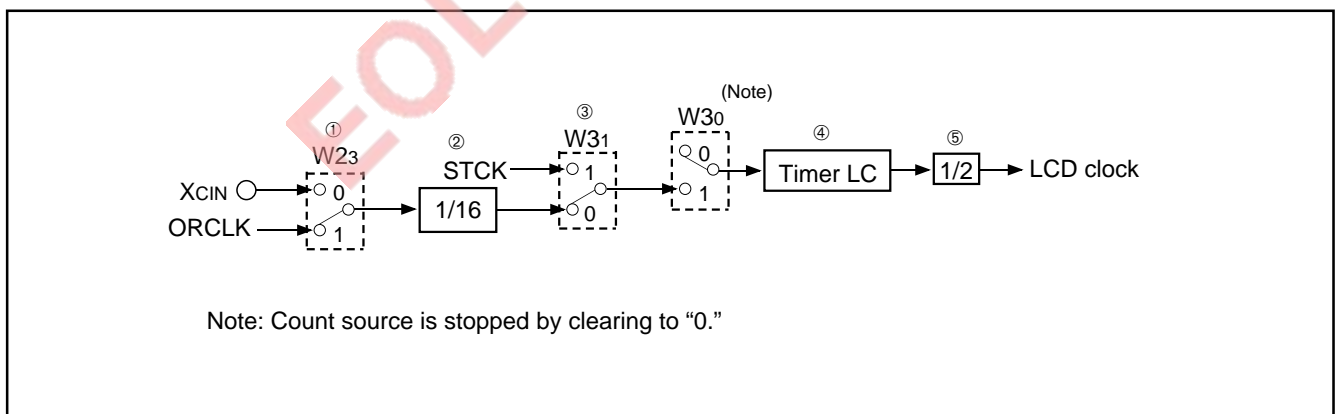 EOL
(Note)
① ② ③ W30 ④ ⑤
W23 STCK W31
XCIN 0 1/16 1 0 Timer LC 1/2 LCD clock
ORCLK 1 0 1
Note: Count source is stopped by clearing to “0.”